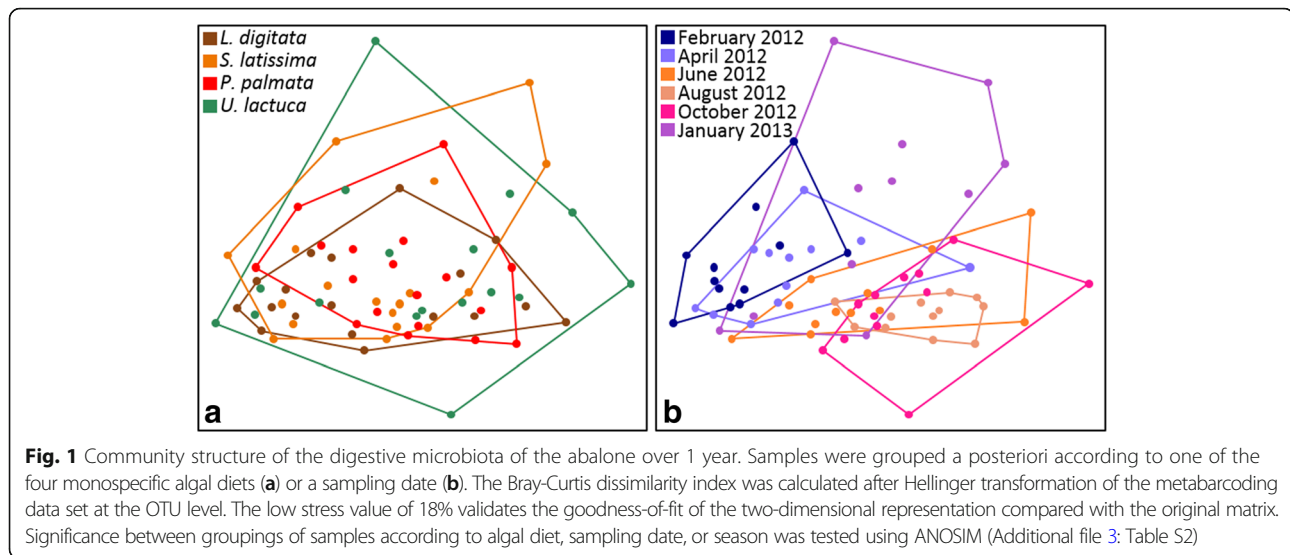 L. digitata
S. latissima
P. palmata
U. lactuca
a
February 2012
April 2012
June 2012
August 2012
October 2012
January 2013
b
Fig. 1 Community structure of the digestive microbiota of the abalone over 1 year. Samples were grouped a posteriori according to one of the
four monospecific algal diets (a) or a sampling date (b). The Bray-Curtis dissimilarity index was calculated after Hellinger transformation of the metabarcoding
data set at the OTU level. The low stress value of 18% validates the goodness-of-fit of the two-dimensional representation compared with the original matrix.
Significance between groupings of samples according to algal diet, sampling date, or season was tested using ANOSIM (Additional file 3: Table S2)